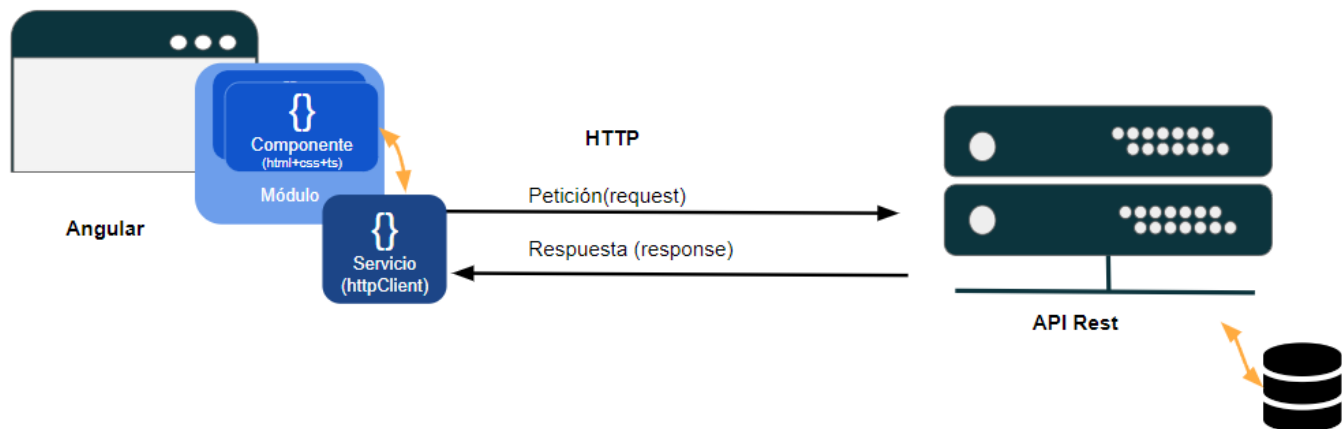 {}
Componente
(html+css+ts)
Módulo
Angular
{}
Servicio
(httpClient)
HTTP
Petición(request)
Respuesta (response)
API Rest